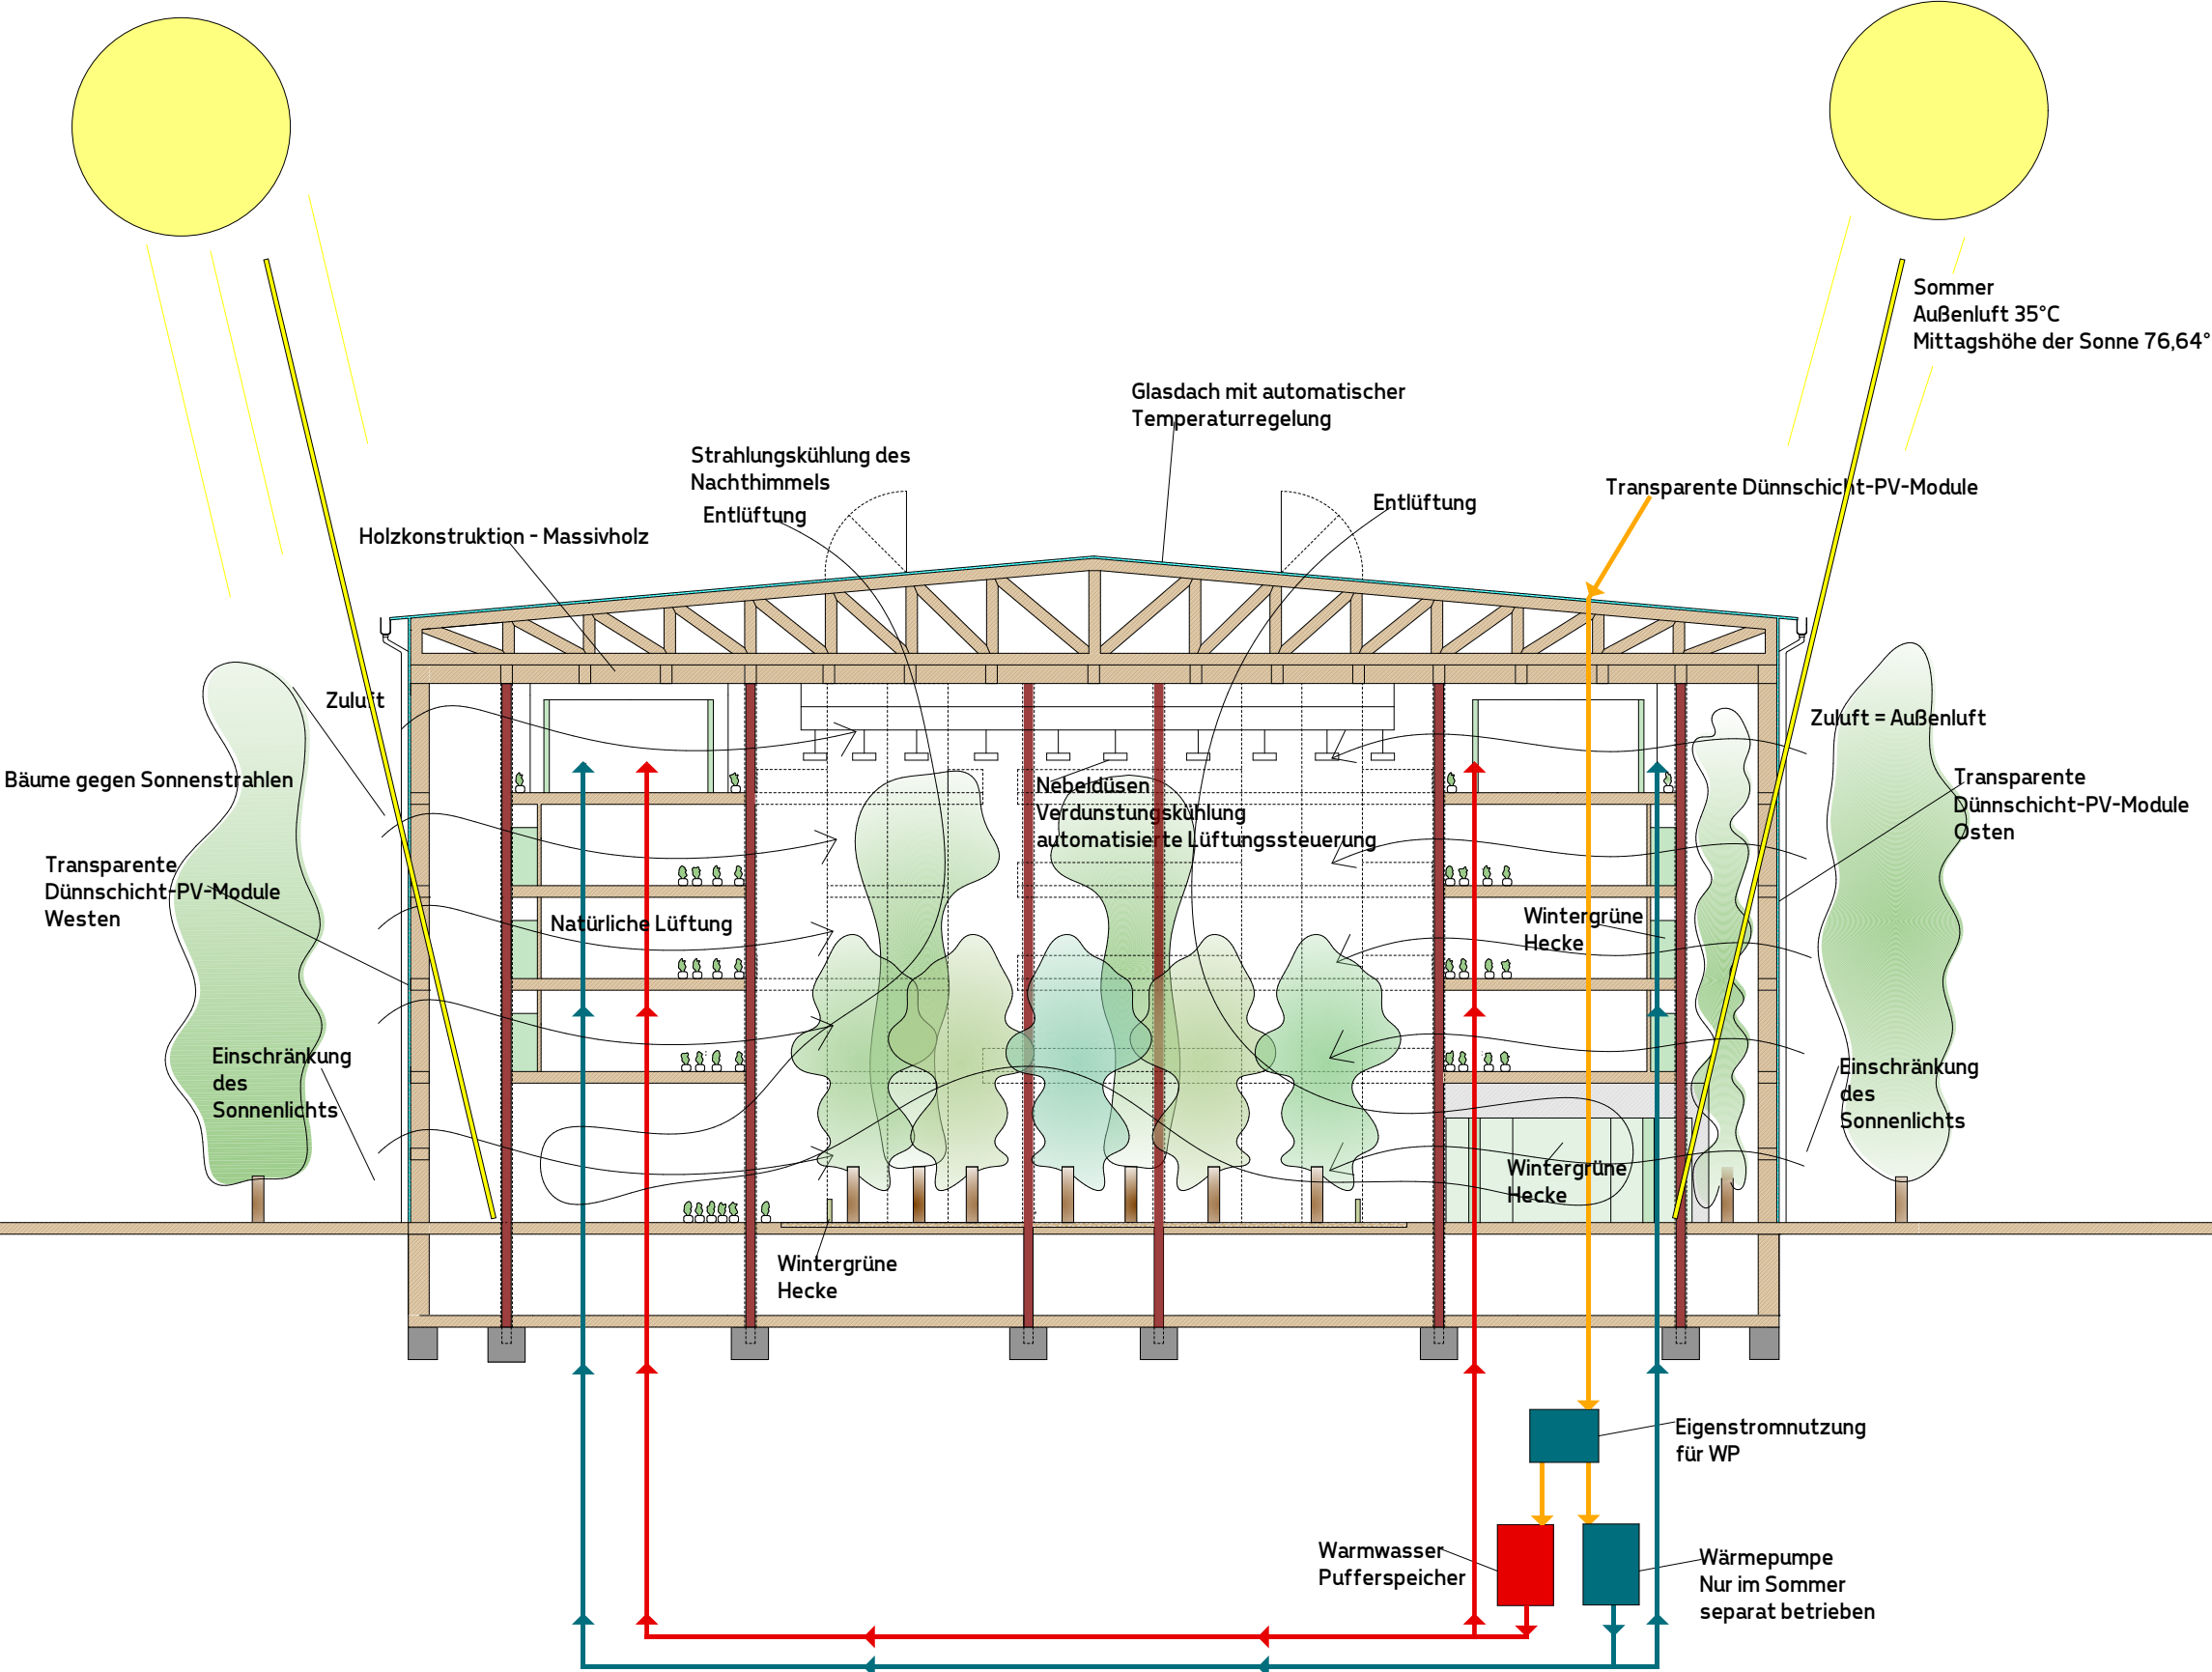 Sommer
Außenluft 35°C
Mittagshöhe der Sonne 76,64°
Glasdach mit automatischer
Temperaturregelung
Strahlungskühlung des
Nachthimmels
Entlüftung
Entlüftung
Transparente Dünnschicht-PV-Module
Holzkonstruktion - Massivholz
Zuluft
Zuluft = Außenluft
Bäume gegen Sonnenstrahlen
Nebeldüsen
Verdunstungskühlung
automatisierte Lüftungssteuerung
Transparente
Dünnschicht-PV-Module
Osten
Transparente
Dünnschicht-PV-Module
Westen
Natürliche Lüftung
Wintergrüne
Hecke
Einschränkung
des
Sonnenlichts
Einschränkung
des
Sonnenlichts
Wintergrüne
Hecke
Wintergrüne
Hecke
Eigenstromnutzung
für WP
Warmwasser
Pufferspeicher
Wärmepumpe
Nur im Sommer
separat betrieben